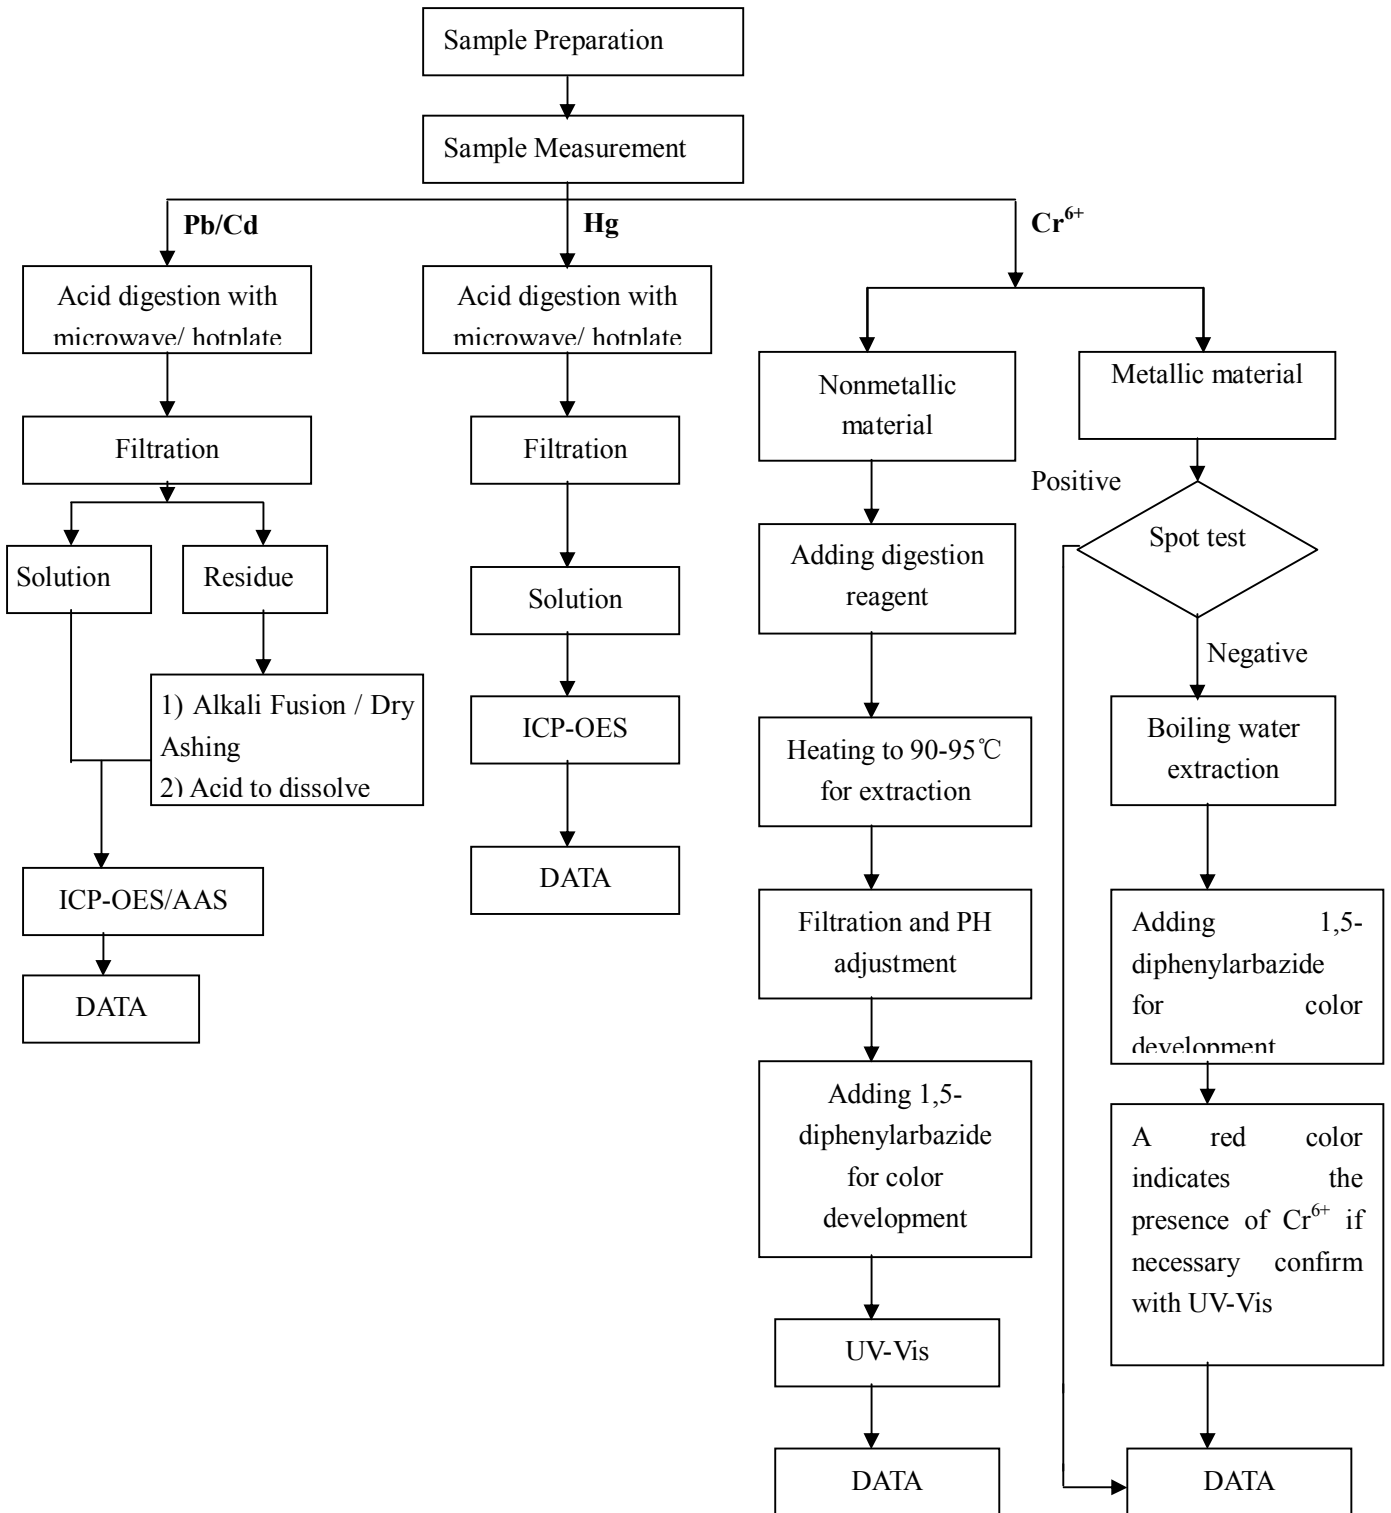 Sample Preparation
Sample Measurement
Pb/Cd
Hg
Cr6+
Acid digestion with
microwave/ hotplate
Acid digestion with
microwave/ hotplate
Nonmetallic
material
Metallic material
Filtration
Filtration
Positive
Spot test
Solution
Residue
Adding digestion
reagent
Solution
Negative
1) Alkali Fusion / Dry
Ashing
2) Acid to dissolve
ICP-OES
Heating to 90-95℃
for extraction
Boiling water
extraction
ICP-OES/AAS
DATA
Filtration and PH
adjustment
Adding 1,5-
diphenylarbazide
for color
development
DATA
Adding 1,5-
diphenylarbazide
for color
development
A red color
indicates the
presence of Cr6+ if
necessary confirm
with UV-Vis
UV-Vis
DATA
DATA